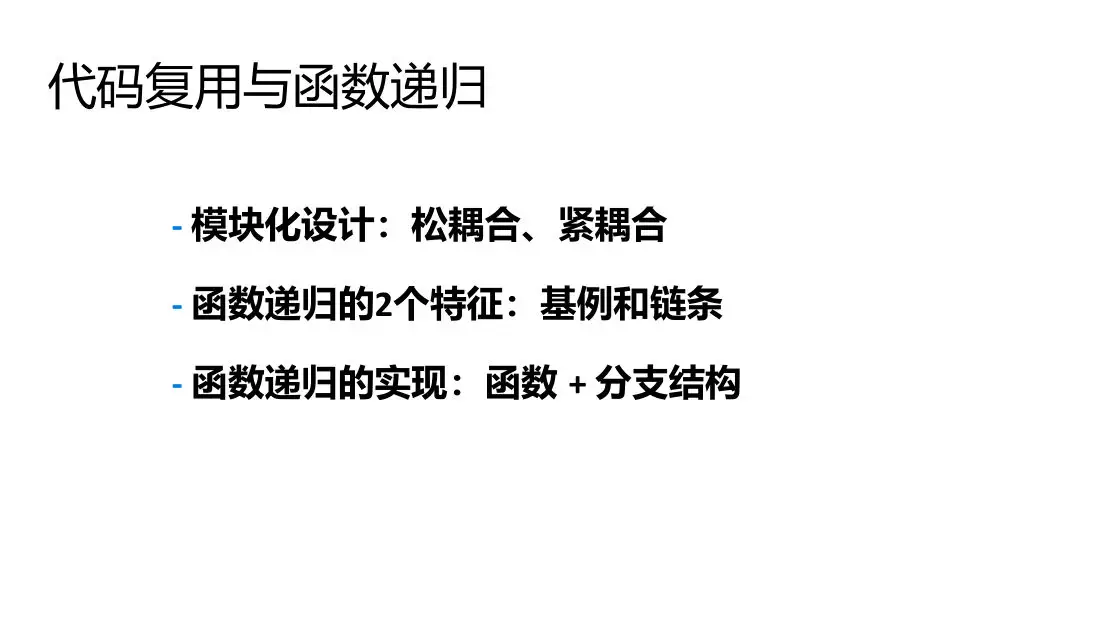 代码复用与函数递归
- 模块化设计：松耦合、紧耦合
- 函数递归的2个特征：基例和链条
- 函数递归的实现：函数 + 分支结构